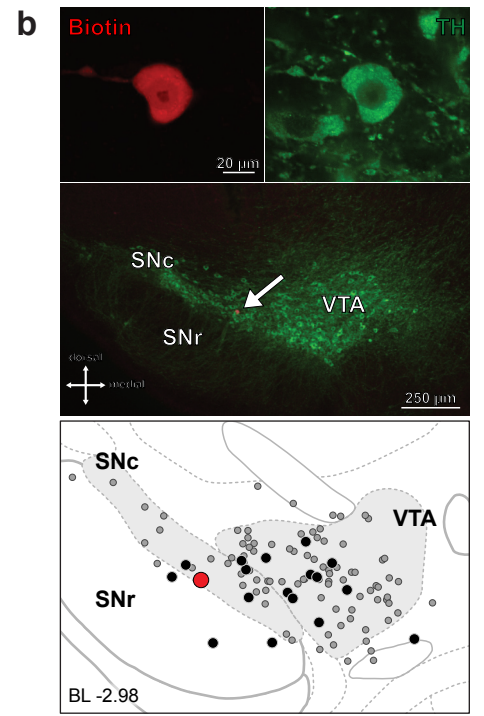 b
Biotin
TH
20 µm
SNc
VTA
SNr
dorsal
medial
250 µm
SNc
VTA
SNr
BL -2.98